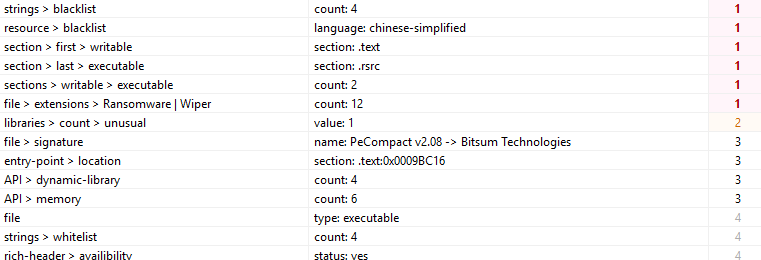 strings > blacklist count: 4 1
resource > blacklist language: chinese-simplified 1
section > first > writable section: .text 1
section > last > executable section: .rsrc 1
sections > writable > executable count: 2 1
file > extensions > Ransomware | Wiper count: 12 1
libraries > count > unusual value: 1 2
file > signature name: PeCompact v2.08 -> Bitsum Technologies 3
entry-point > location section: .text:0x0009BC16 3
API > dynamic-library count: 4 3
API > memory count: 6 3
file type: executable 4
strings > whitelist count: 4 4
rich-header > availibility status: yes 4